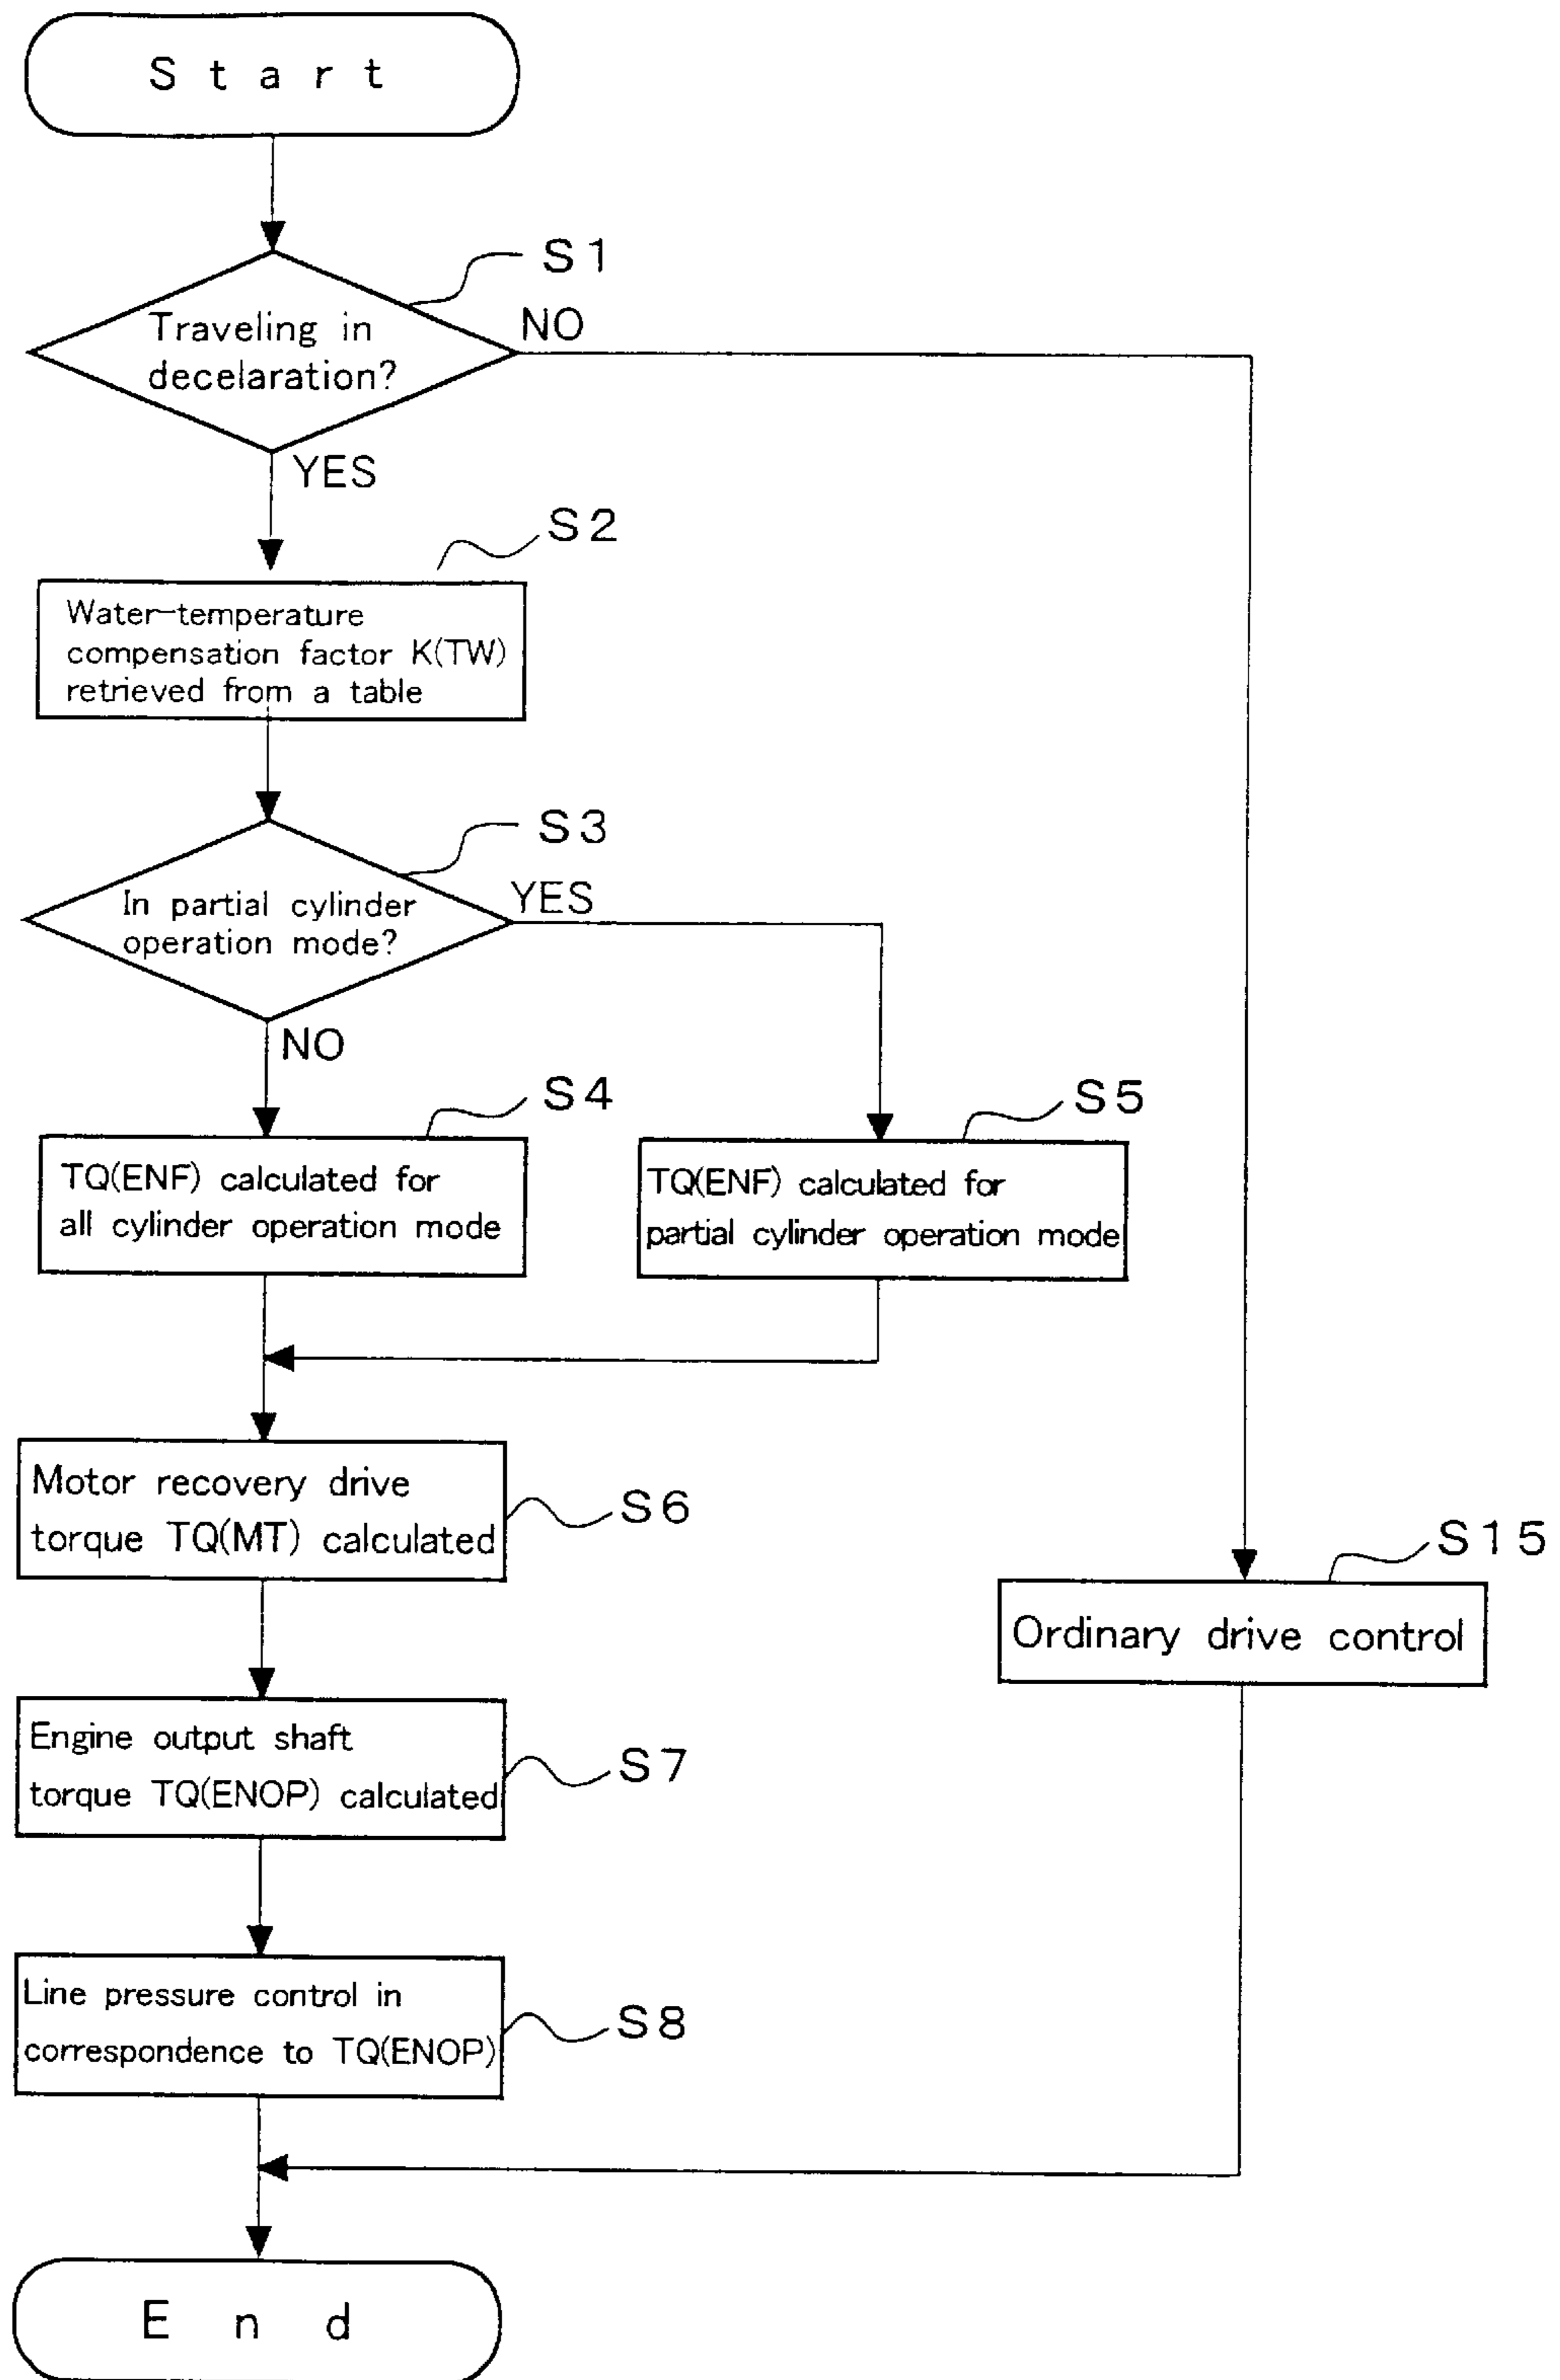 Start
S1
Traveling in
decelaration?
NO
YES
S2
Water-temperature
compensation factor K(TW)
retrieved from a table
S3
In partial cylinder
operation mode?
YES
NO
S4
TQ(ENF) calculated for
all cylinder operation mode
S5
TQ(ENF) calculated for
partial cylinder operation mode
Motor recovery drive
torque TQ(MT) calculated
S6
S15
Ordinary drive control
Engine output shaft
torque TQ(ENOP) calculated
S7
Line pressure control in
correspondence to TQ(ENOP)
S8
End